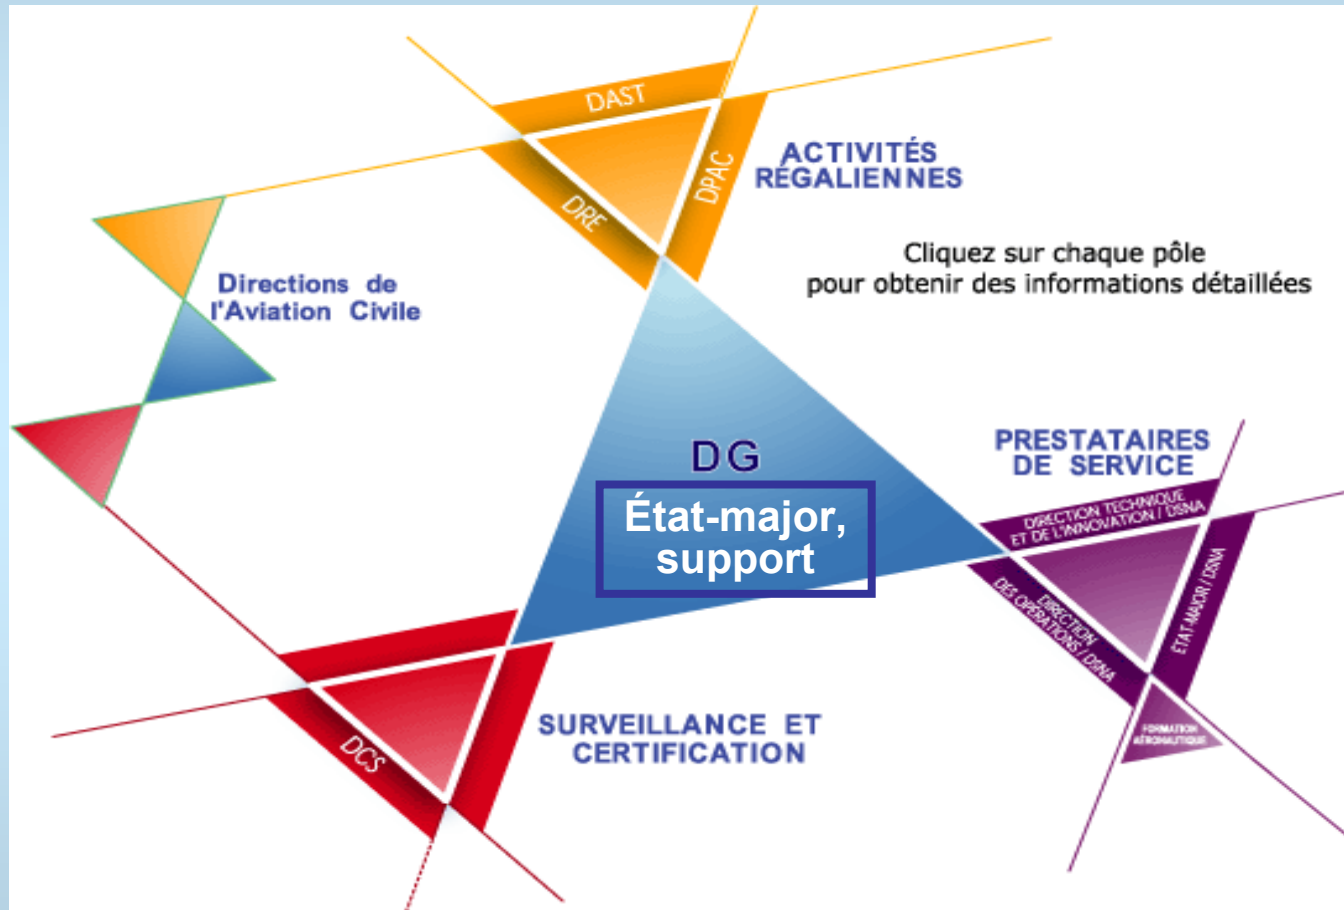 DAST
DPAC
DRE
ACTIVITÉS
RÉGALIENNES
Cliquez sur chaque pôle
pour obtenir des informations détaillées
Directions de
l'Aviation Civile
DG
État-major,
support
PRESTATAIRES
DE SERVICE
DIRECTION TECHNIQUE
ET DE L'INNOVATION / DSNA
DIRECTION
DES OPÉRATIONS / DSNA
ÉTAT-MAJOR / DSNA
FORMATION
AÉRONAUTIQUE
SURVEILLANCE ET
CERTIFICATION
DCS